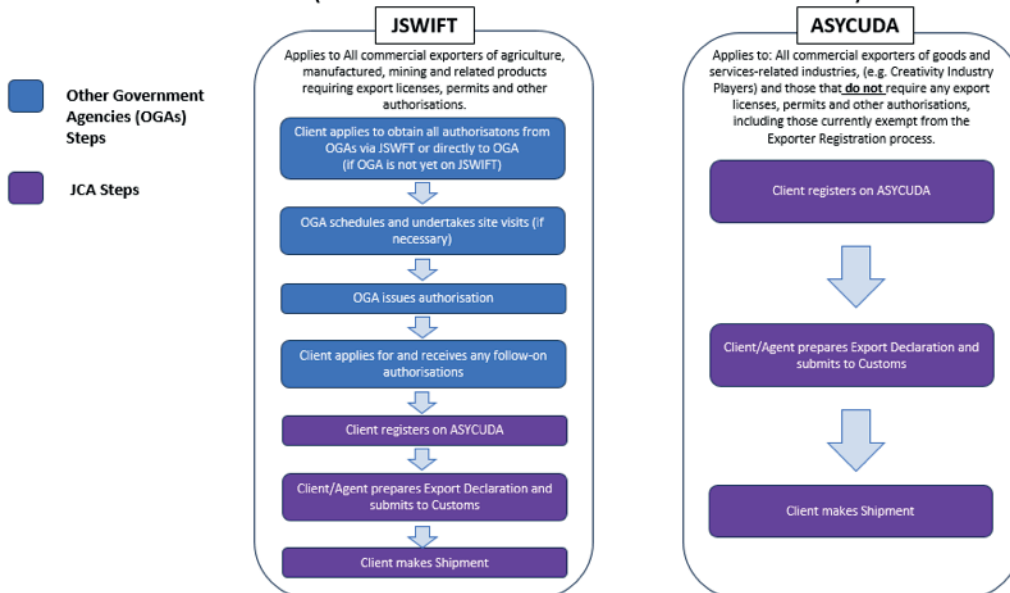 JSWIFT
Applies to All commercial exporters of agriculture,
manufactured, mining and related products
requiring export licenses, permits and other
authorisations.
Other Government
Agencies (OGAs)
Steps
JCA Steps
Client applies to obtain all authorisatons from
OGAs via JSWFT or directly to OGA
(if OGA is not yet on JSWIFT)
OGA schedules and undertakes site visits (if
necessary)
OGA issues authorisation
Client applies for and receives any follow-on
authorisations
Client registers on ASYCUDA
Client/Agent prepares Export Declaration and
submits to Customs
Client makes Shipment
ASYCUDA
Applies to: All commercial exporters of goods and
services-related industries, (e.g. Creativity Industry
Players) and those that do not require any export
licenses, permits and other authorisations,
including those currently exempt from the
Exporter Registration process.
Client registers on ASYCUDA
Client/Agent prepares Export Declaration and
submits to Customs
Client makes Shipment